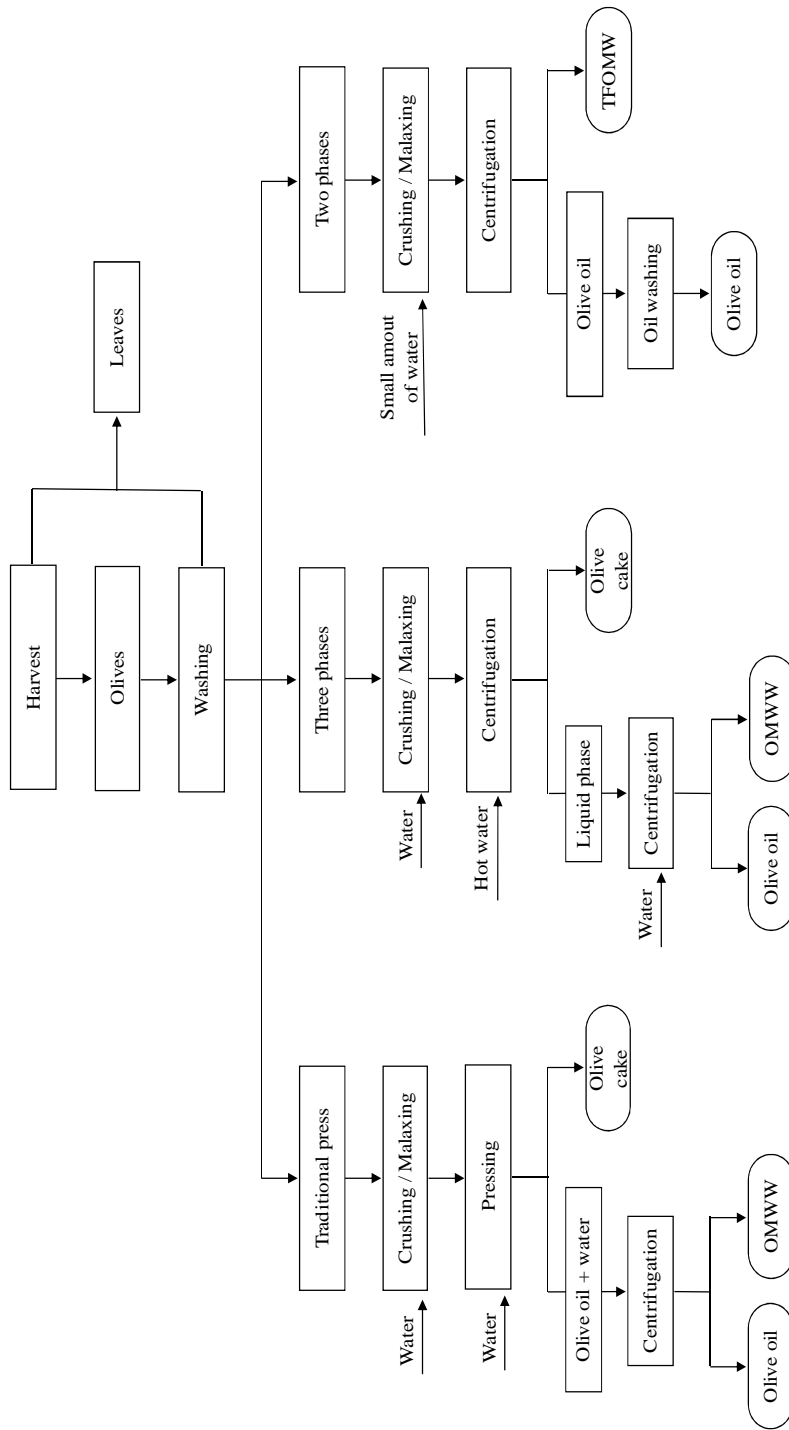 Harvest
Olives
Washing
Leaves
Traditional press
Three phases
Two phases
Water
Crushing / Malaxing
Water
Crushing / Malaxing
Small amout
of water
Crushing / Malaxing
Water
Pressing
Hot water
Centrifugation
Centrifugation
Olive oil + water
Olive
cake
Liquid phase
Olive
cake
Olive oil
TFOMW
Centrifugation
Water
Centrifugation
Oil washing
Olive oil
OMWW
Olive oil
OMWW
Olive oil